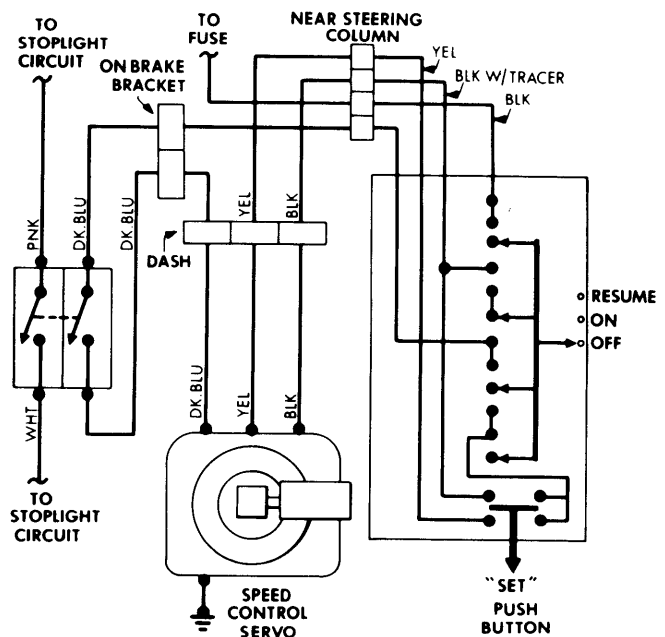 TO
STOPLIGHT
CIRCUIT
TO
FUSE
NEAR STEERING
COLUMN
ON BRAKE
BRACKET
YEL
BLK W/TRACER
BLK
PNK
DK.BLU
DK.BLU
YEL
BLK
DASH
RESUME
ON
OFF
WHT
DK.BLU
YEL
BLK
TO
STOPLIGHT
CIRCUIT
SPEED
CONTROL
SERVO
"SET"
PUSH
BUTTON